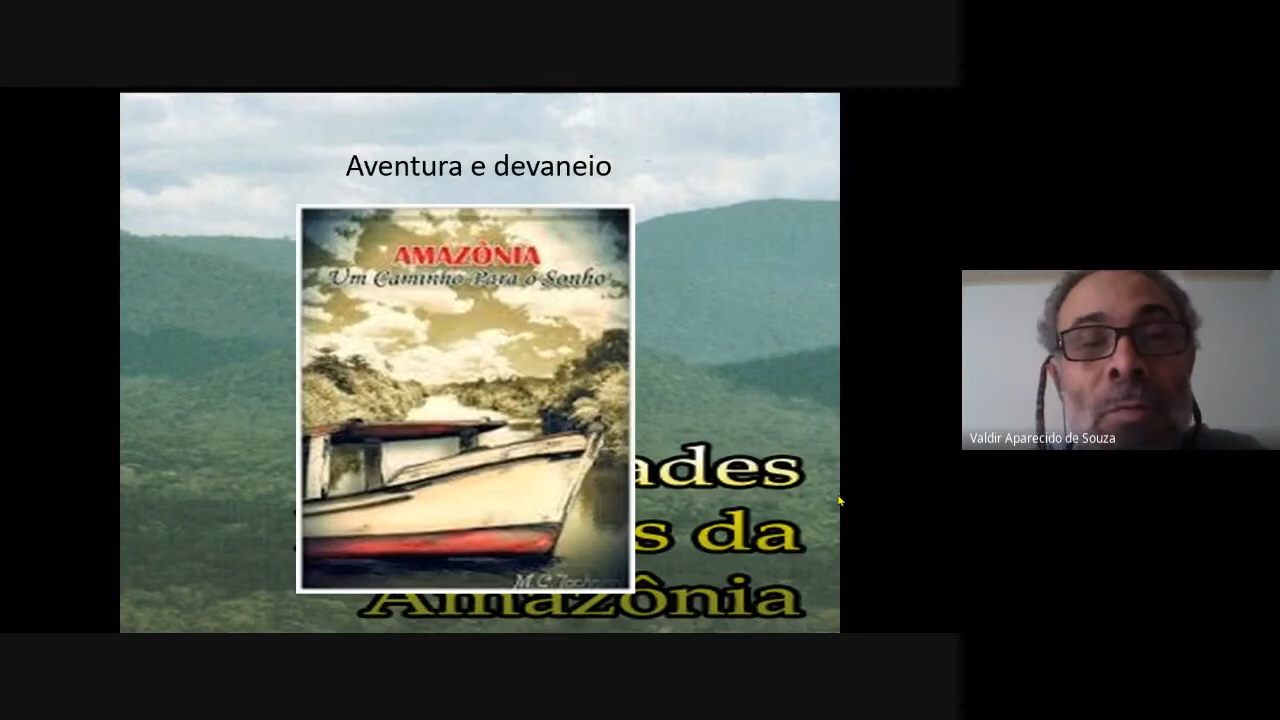 Aventura e devaneio
AMAZÔNIA
Um Caminho Para o Sonho
ades
s da
Amazônia
M. C.
Valdir Aparecido de Souza